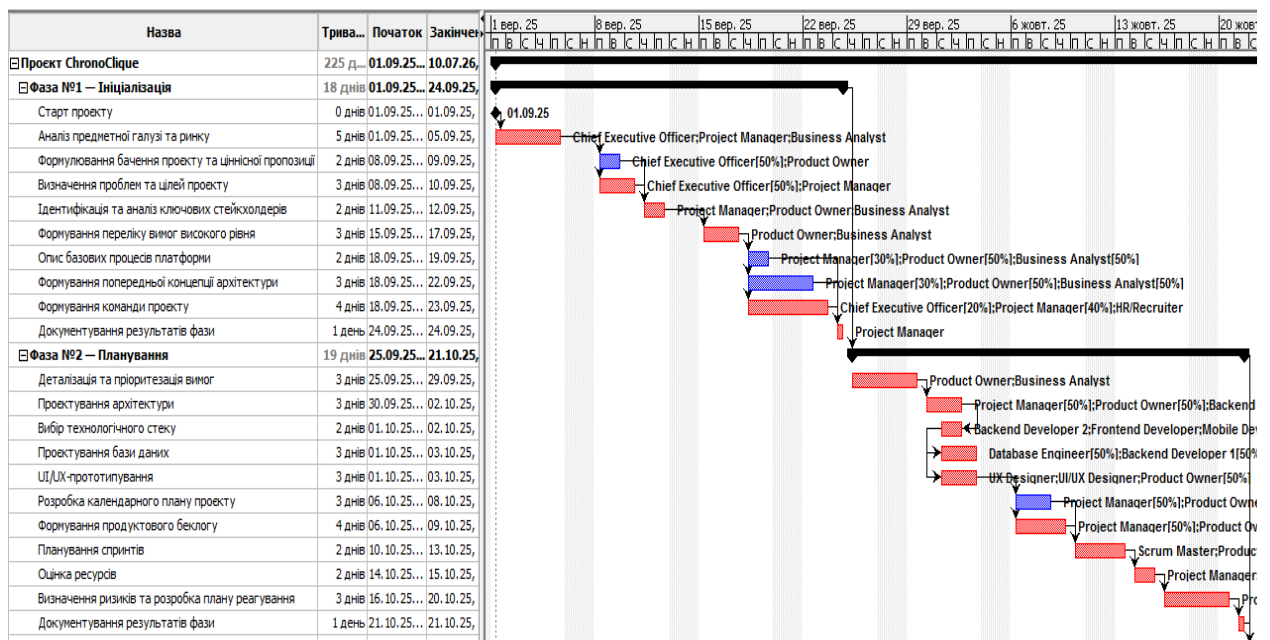 Назва Трива... Початок Закінчен 1 вер. 25 8 вер. 25 15 вер. 25 22 вер. 25 29 вер. 25 6 жовт. 25 13 жовт. 25 20 жовт
П В С Ч П С Н П В С Ч П С Н П В С Ч П С Н П В С Ч П С Н П В С Ч П С Н П В С Ч П С Н П В С Ч П С Н П В С
Проєкт ChronoClique 225 д... 01.09.25... 10.07.26,
Фаза №1 — Ініціалізація 18 днів 01.09.25... 24.09.25,
Старт проєкту 0 днів 01.09.25... 01.09.25, 01.09.25
Аналіз предметної галузі та ринку 5 днів 01.09.25... 05.09.25, Chief Executive Officer;Project Manager;Business Analyst
Формулювання бачення проєкту та ціннісної пропозиції 2 днів 08.09.25... 09.09.25, Chief Executive Officer[50%];Product Owner
Визначення проблем та цілей проєкту 3 днів 08.09.25... 10.09.25, Chief Executive Officer[50%];Project Manager
Ідентифікація та аналіз ключових стейкхолдерів 2 днів 11.09.25... 12.09.25, Project Manager;Product Owner;Business Analyst
Формування переліку вимог високого рівня 3 днів 15.09.25... 17.09.25, Product Owner;Business Analyst
Опис базових процесів платформи 2 днів 18.09.25... 19.09.25, Project Manager[30%];Product Owner[50%];Business Analyst[50%]
Формування попередньої концепції архітектури 3 днів 18.09.25... 22.09.25, Project Manager[30%];Product Owner[50%];Business Analyst[50%]
Формування команди проєкту 4 днів 18.09.25... 23.09.25, Chief Executive Officer[20%];Project Manager[40%];HR/Recruiter
Документування результатів фази 1 день 24.09.25... 24.09.25, Project Manager
Фаза №2 — Планування 19 днів 25.09.25... 21.10.25,
Деталізація та пріоритезація вимог 3 днів 25.09.25... 29.09.25, Product Owner;Business Analyst
Проєктування архітектури 3 днів 30.09.25... 02.10.25, Project Manager[50%];Product Owner[50%];Backend
Вибір технологічного стеку 2 днів 01.10.25... 02.10.25, Backend Developer 2;Frontend Developer;Mobile De
Проєктування бази даних 3 днів 01.10.25... 03.10.25, Database Engineer[50%];Backend Developer 1[50%
UI/UX-прототипування 3 днів 01.10.25... 03.10.25, UX Designer;UI/UX Designer;Product Owner[50%]
Розробка календарного плану проєкту 3 днів 06.10.25... 08.10.25, Project Manager[50%];Product Owne
Формування продуктового беклогу 4 днів 06.10.25... 09.10.25, Project Manager[50%];Product Ow
Планування спринтів 2 днів 10.10.25... 13.10.25, Scrum Master;Produc
Оцінка ресурсів 2 днів 14.10.25... 15.10.25, Project Manager
Визначення ризиків та розробка плану реагування 3 днів 16.10.25... 20.10.25, Pro
Документування результатів фази 1 день 21.10.25... 21.10.25,